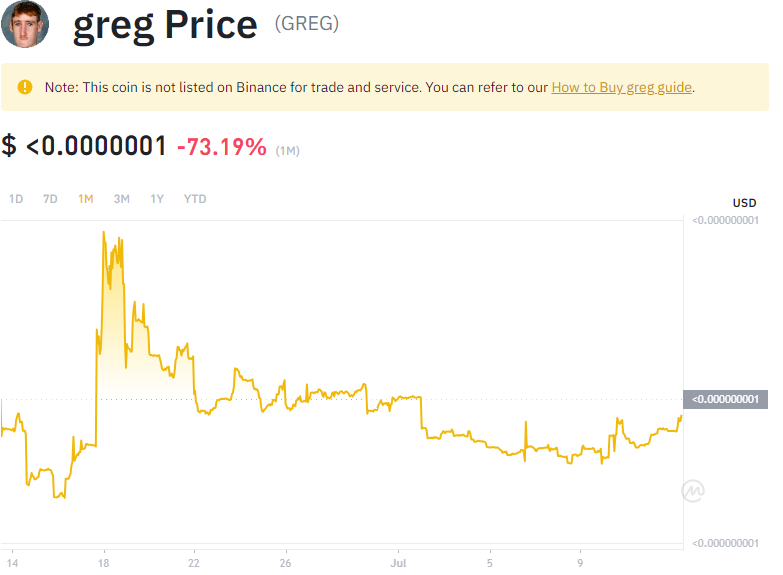 greg Price (GREG)
Note: This coin is not listed on Binance for trade and service. You can refer to our How to Buy greg guide.
$ <0.0000001 -73.19% (1M)
1D 7D 1M 3M 1Y YTD
USD
<0.000000001
<0.000000001
<0.000000001
14 18 22 26 Jul 5 9